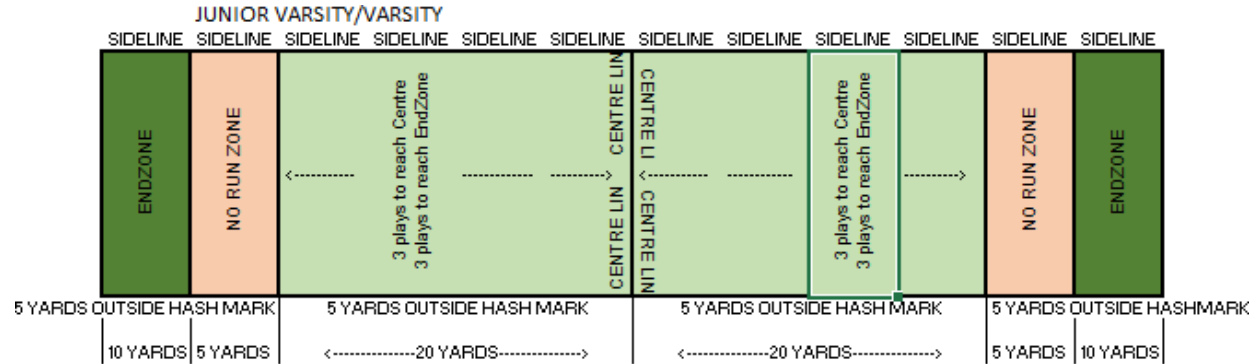 JUNIOR VARSITY/VARSITY
SIDELINE SIDELINE SIDELINE SIDELINE SIDELINE SIDELINE SIDELINE SIDELINE SIDELINE SIDELINE SIDELINE SIDELINE
ENDZONE
NO RUN ZONE
<----------
3 plays to reach Centre
3 plays to reach EndZone
----------- --------->
CENTRE LIN
CENTRE LIN
CENTRE LI
CENTRE LIN
<---------- -----------
3 plays to reach Centre
3 plays to reach EndZone
--------->
NO RUN ZONE
ENDZONE
5 YARDS OUTSIDE HASH MARK 5 YARDS OUTSIDE HASH MARK 5 YARDS OUTSIDE HASH MARK 5 YARDS OUTSIDE HASHMARK
10 YARDS 5 YARDS <--------------20 YARDS--------------> <--------------20 YARDS--------------> 5 YARDS 10 YARDS